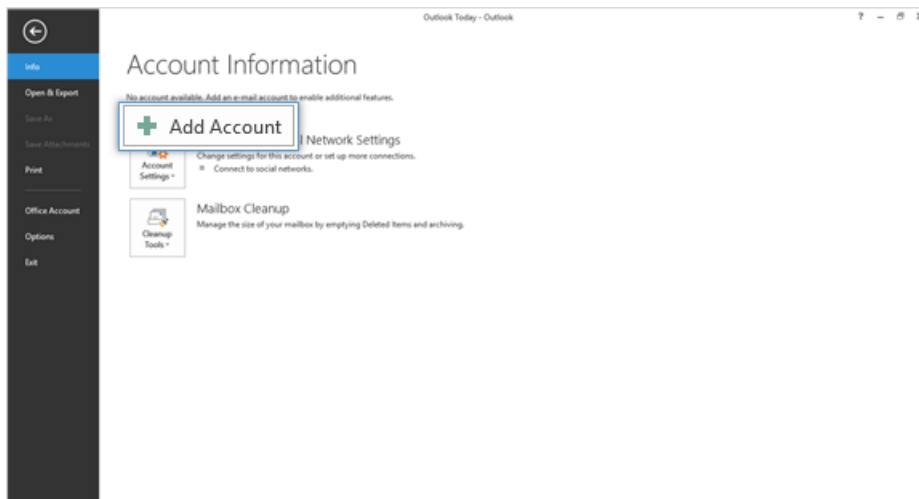 Outlook Today - Outlook
?
Info
Open & Export
Save As
Save Attachments
Print
Office Account
Options
Exit
Account Information
No account available. Add an e-mail account to enable additional features.
Add Account
l Network Settings
Change settings for this account or set up more connections.
Connect to social networks.
Account
Settings
Mailbox Cleanup
Manage the size of your mailbox by emptying Deleted Items and archiving.
Cleanup
Tools